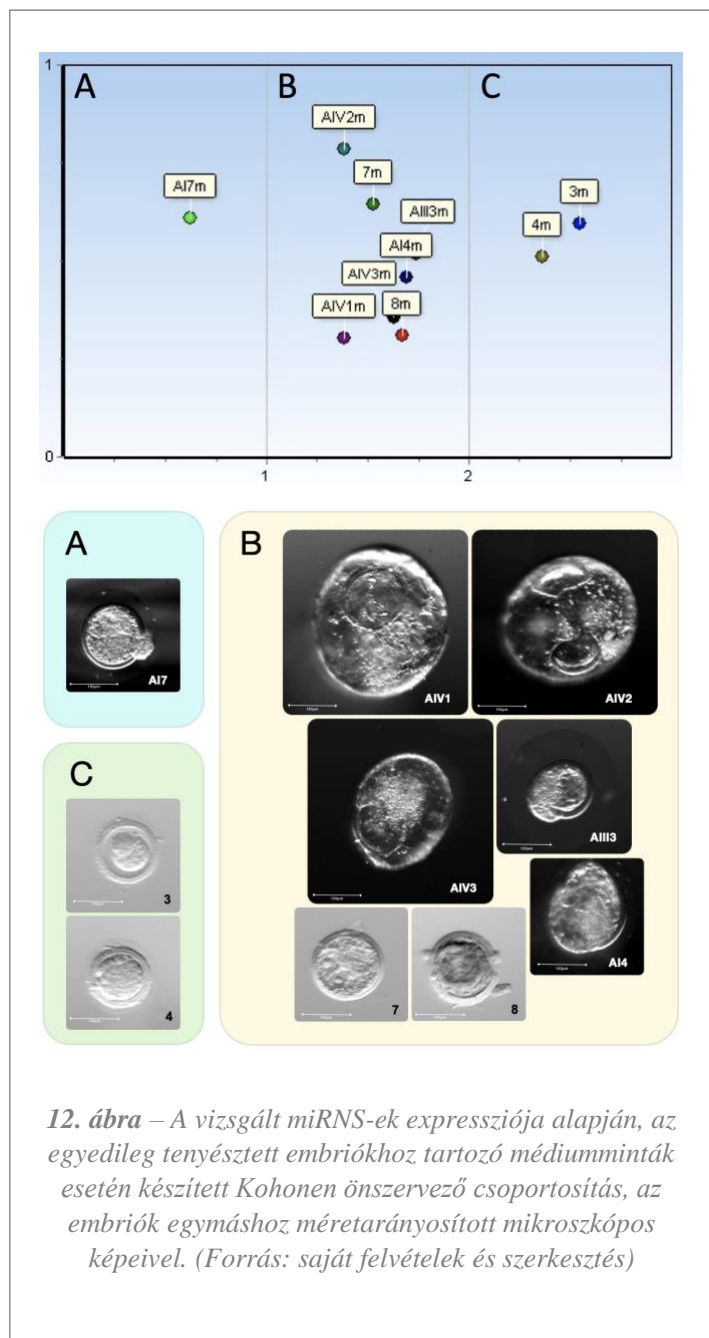 1
A
B
C
AIV2m
7m
AI7m
AIII3m
3m
4m
AI4m
AIV3m
AIV1m
8m
0
1
2
A
AI7
B
AIV1
AIV2
AIV3
AIII3
AI4
7
8
C
3
4
12. ábra – A vizsgált miRNS-ek expressziója alapján, az
egyedileg tenyésztett embriókhoz tartozó médiumminták
esetén készített Kohonen önszervező csoportosítás, az
embriók egymáshoz méretarányosított mikroszkópos
képeivel. (Forrás: saját felvételek és szerkesztés)